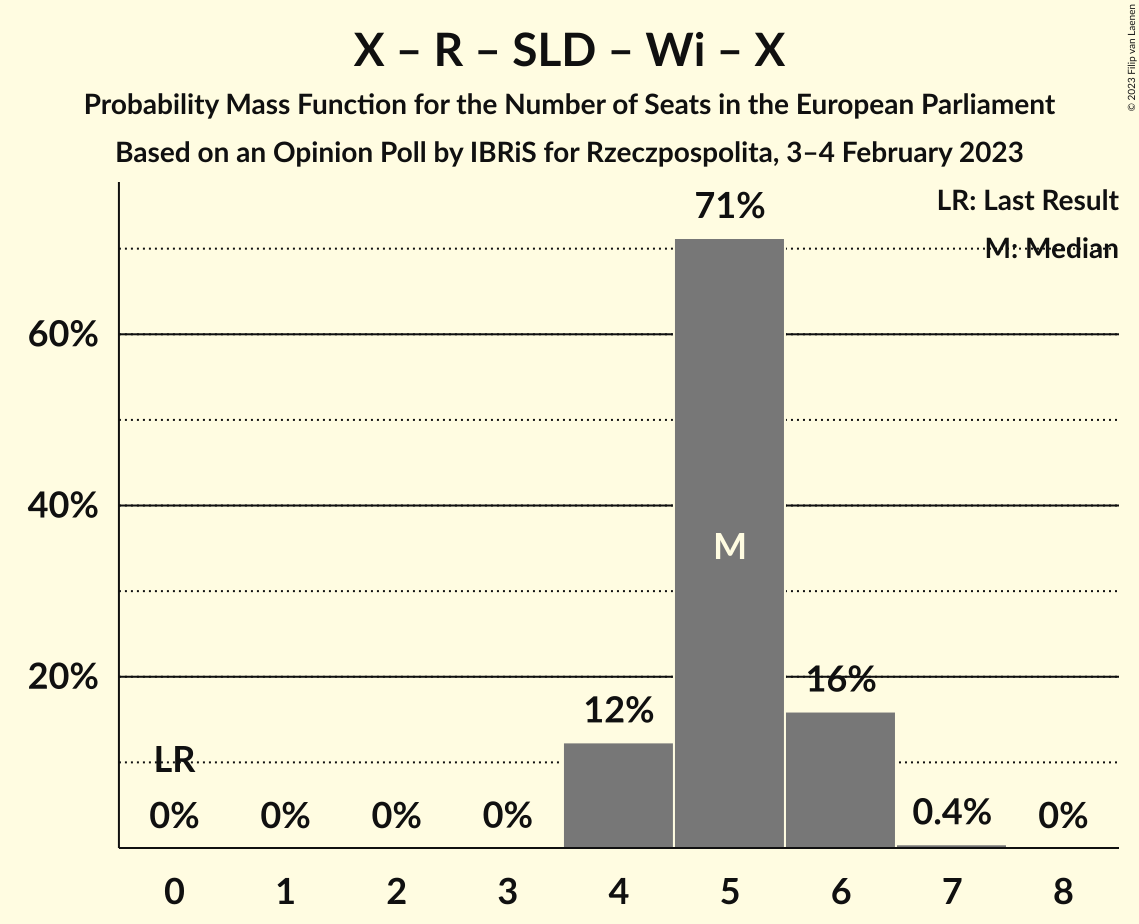 X – R – SLD – Wi – X
Probability Mass Function for the Number of Seats in the European Parliament
Based on an Opinion Poll by IBRiS for Rzeczpospolita, 3–4 February 2023
© 2023 Filip van Laenen
LR: Last Result
M: Median
71%
60%
40%
M
20%
16%
12%
LR
0%
0%
0%
0%
0.4%
0%
0
1
2
3
4
5
6
7
8